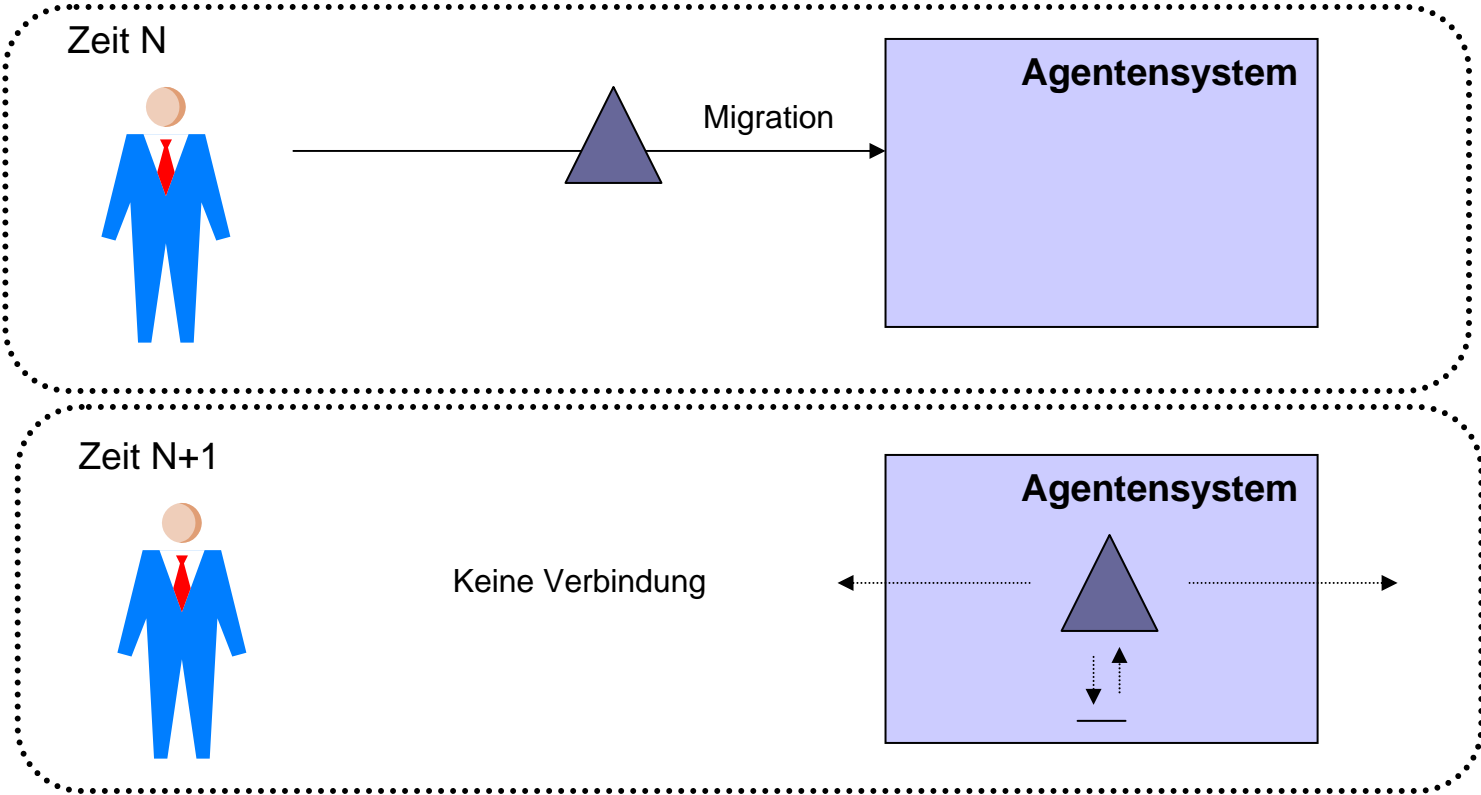 Zeit N
Agentensystem
Migration
Zeit N+1
Agentensystem
Keine Verbindung